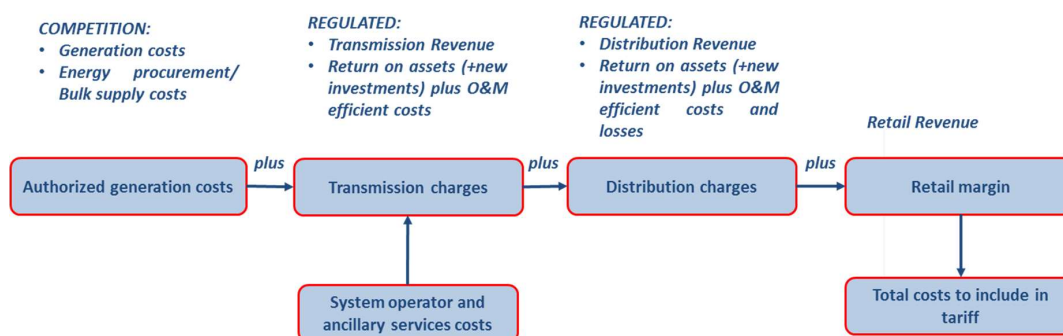 COMPETITION:
• Generation costs
• Energy procurement/
Bulk supply costs
REGULATED:
• Transmission Revenue
• Return on assets (+new
investments) plus O&M
efficient costs
REGULATED:
• Distribution Revenue
• Return on assets (+new
investments) plus O&M
efficient costs and
losses
Retail Revenue
Authorized generation costs
plus
Transmission charges
plus
Distribution charges
plus
Retail margin
System operator and
ancillary services costs
Total costs to include in
tariff